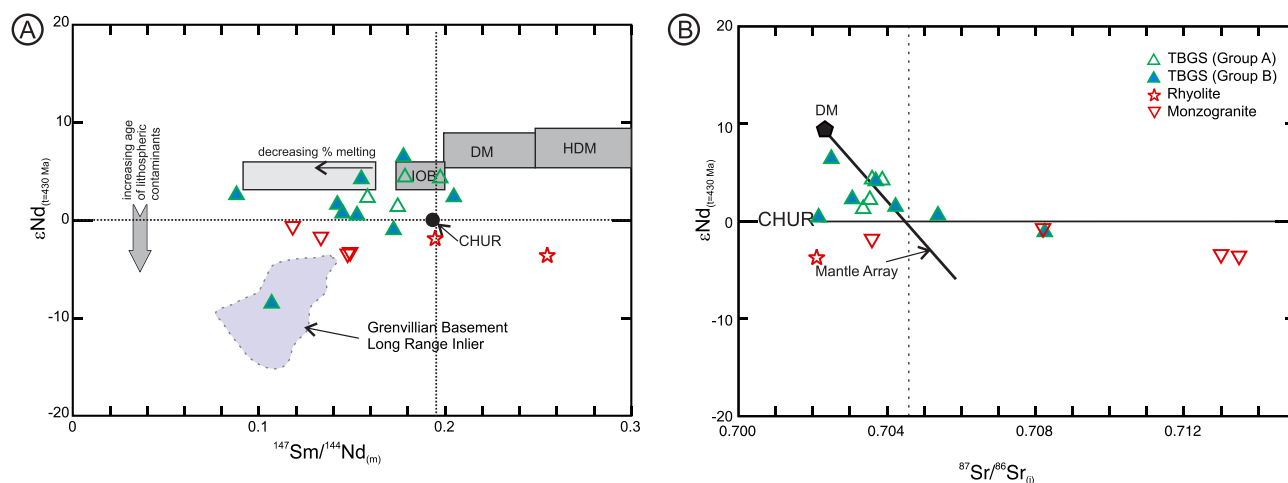 A
20
10
0
-10
-20
εNd(t=430 Ma)
increasing age
of lithospheric
contaminants
decreasing % melting
IOB
DM
HDM
CHUR
Grenvillian Basement
Long Range Inlier
0
0.1
0.2
0.3
147Sm/144Nd(m)
B
20
10
0
-10
-20
εNd(t=430 Ma)
TBGS (Group A)
TBGS (Group B)
Rhyolite
Monzogranite
DM
CHUR
Mantle Array
0.700
0.704
0.708
0.712
87Sr/86Sr(i)